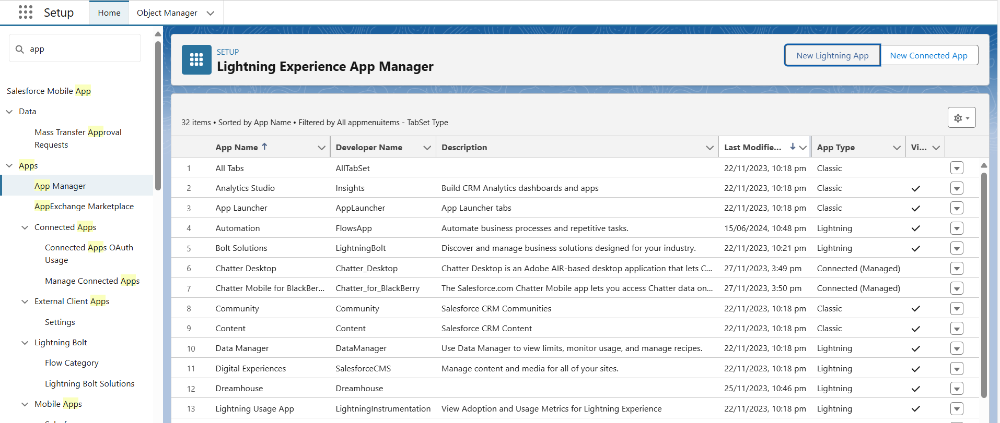 Setup
Home
Object Manager
app
Salesforce Mobile App
Data
Mass Transfer Approval
Requests
Apps
App Manager
AppExchange Marketplace
Connected Apps
Connected Apps OAuth
Usage
Manage Connected Apps
External Client Apps
Settings
Lightning Bolt
Flow Category
Lightning Bolt Solutions
Mobile Apps
SETUP
Lightning Experience App Manager
New Lightning App
New Connected App
32 items • Sorted by App Name • Filtered by All appmenuitems - TabSet Type
App Name Developer Name Description Last Modifie... App Type Vi...
1 All Tabs AllTabSet 22/11/2023, 10:18 pm Classic
2 Analytics Studio Insights Build CRM Analytics dashboards and apps 22/11/2023, 10:18 pm Classic
3 App Launcher AppLauncher App Launcher tabs 22/11/2023, 10:18 pm Classic
4 Automation FlowsApp Automate business processes and repetitive tasks. 15/06/2024, 10:48 pm Lightning
5 Bolt Solutions LightningBolt Discover and manage business solutions designed for your industry. 22/11/2023, 10:21 pm Lightning
6 Chatter Desktop Chatter_Desktop Chatter Desktop is an Adobe AIR-based desktop application that lets C... 27/11/2023, 3:49 pm Connected (Managed)
7 Chatter Mobile for BlackBer... Chatter_for_BlackBerry The Salesforce.com Chatter Mobile app lets you access Chatter data on... 27/11/2023, 3:50 pm Connected (Managed)
8 Community Community Salesforce CRM Communities 22/11/2023, 10:18 pm Classic
9 Content Content Salesforce CRM Content 22/11/2023, 10:18 pm Classic
10 Data Manager DataManager Use Data Manager to view limits, monitor usage, and manage recipes. 22/11/2023, 10:18 pm Lightning
11 Digital Experiences SalesforceCMS Manage content and media for all of your sites. 22/11/2023, 10:18 pm Lightning
12 Dreamhouse Dreamhouse 25/11/2023, 10:46 pm Lightning
13 Lightning Usage App LightningInstrumentation View Adoption and Usage Metrics for Lightning Experience 22/11/2023, 10:18 pm Lightning